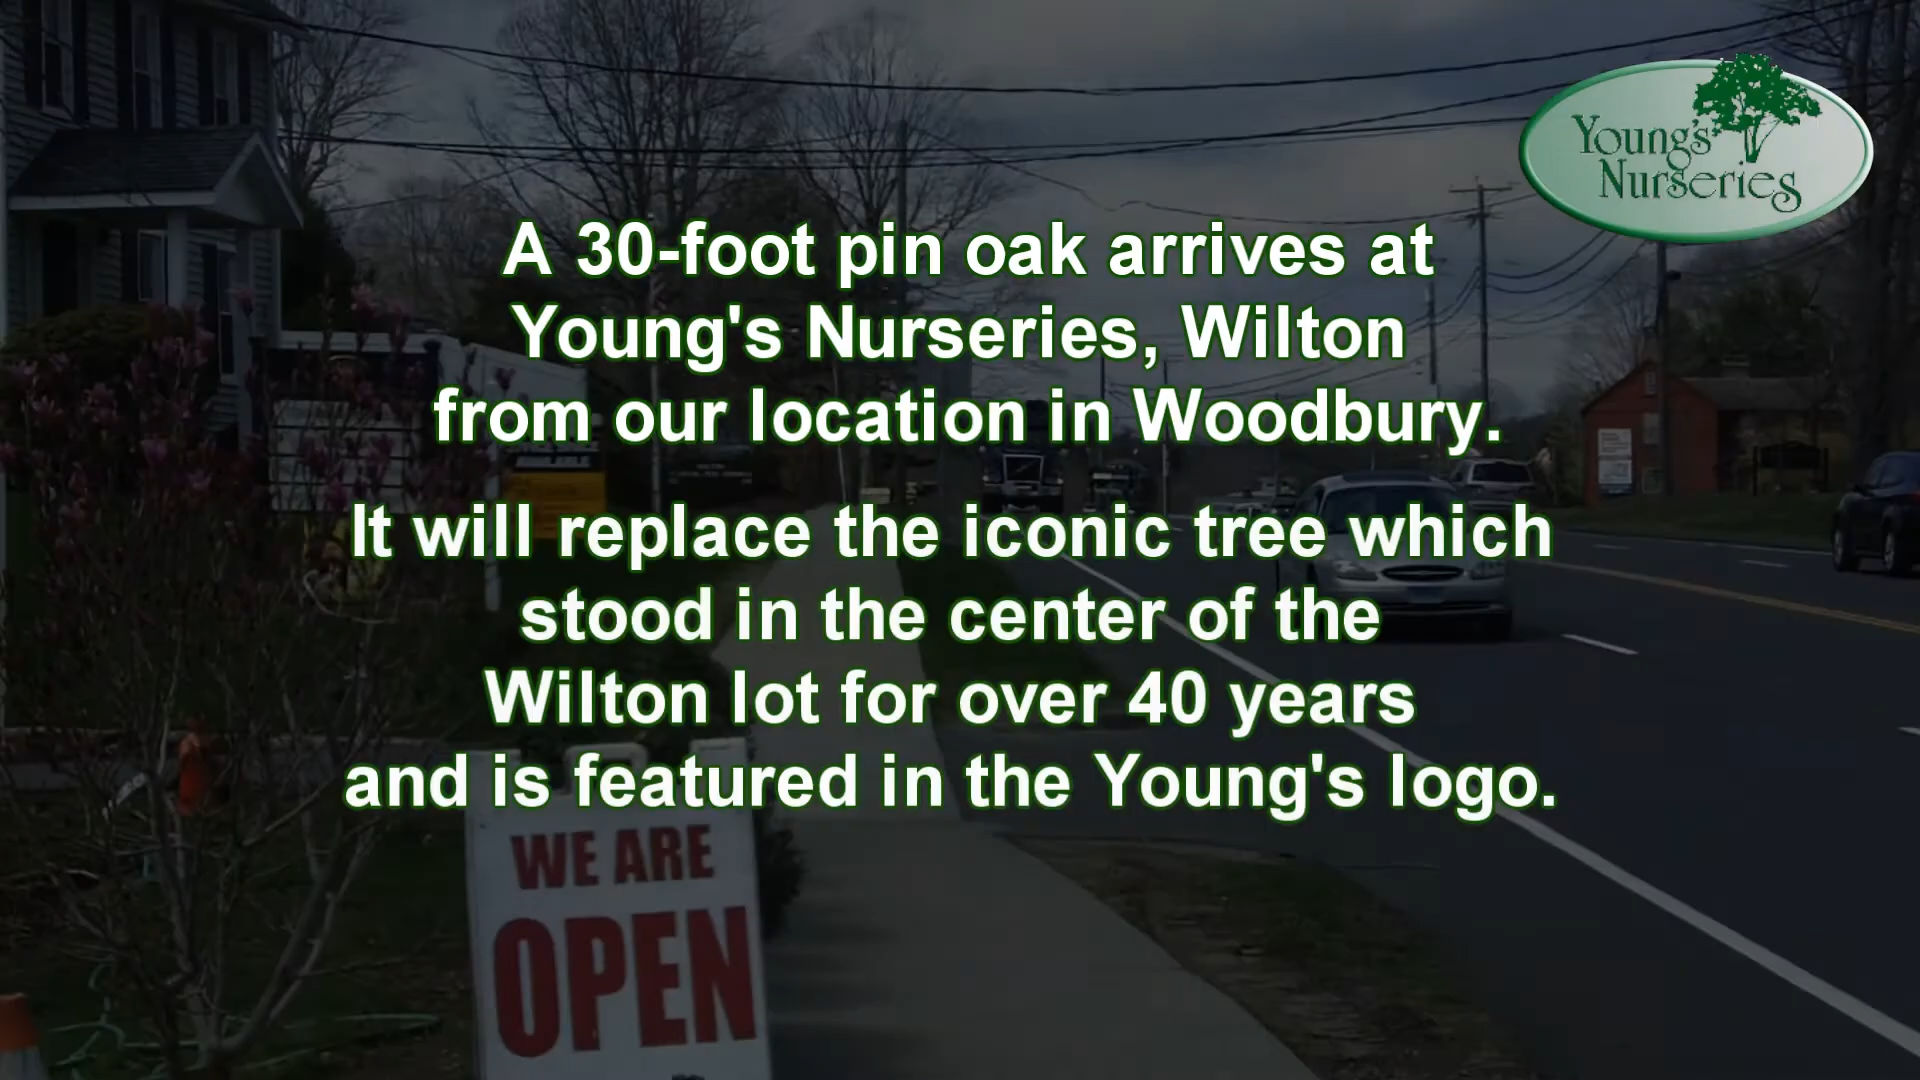 Young's
Nurseries
A 30-foot pin oak arrives at
Young's Nurseries, Wilton
from our location in Woodbury.
It will replace the iconic tree which
stood in the center of the
Wilton lot for over 40 years
and is featured in the Young's logo.
WE ARE
OPEN